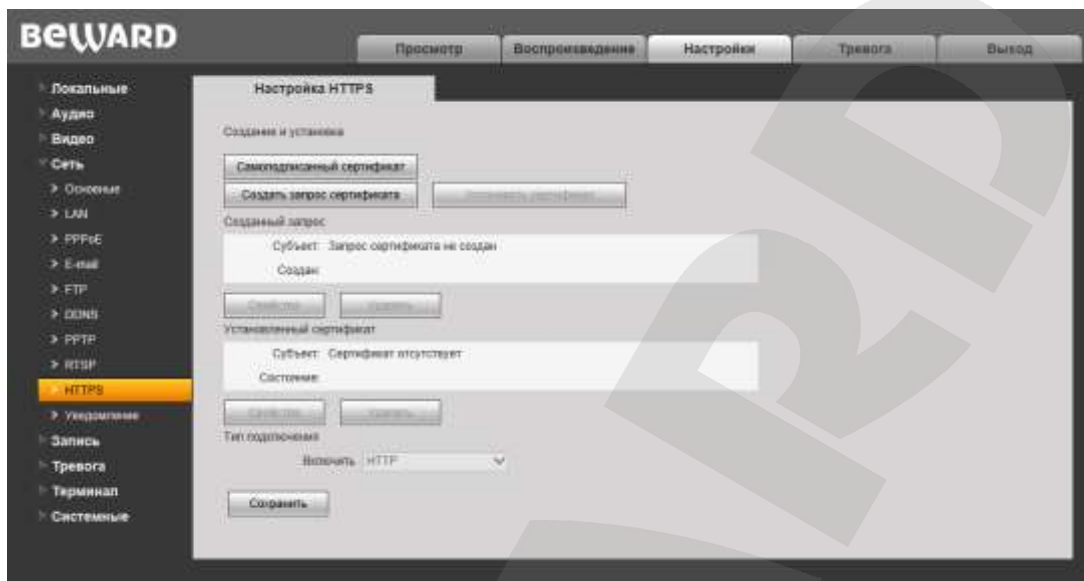 BEWARD
Просмотр Воспроизведение Настройки Тревога Выход
Локальные
Аудио
Видео
Сеть
Основные
LAN
PPPoE
E-mail
FTP
DDNS
PPTP
RTSP
HTTPS
Уведомление
Запись
Тревога
Терминал
Системные
Настройка HTTPS
Создание и установка
Самоподписанный сертификат
Создать запрос сертификата Установить сертификат
Созданный запрос
Субъект: Запрос сертификата не создан
Создан:
Свойства Удалить
Установленный сертификат
Субъект: Сертификат отсутствует
Состояние:
Свойства Удалить
Тип подключения
Включить HTTP
Сохранить